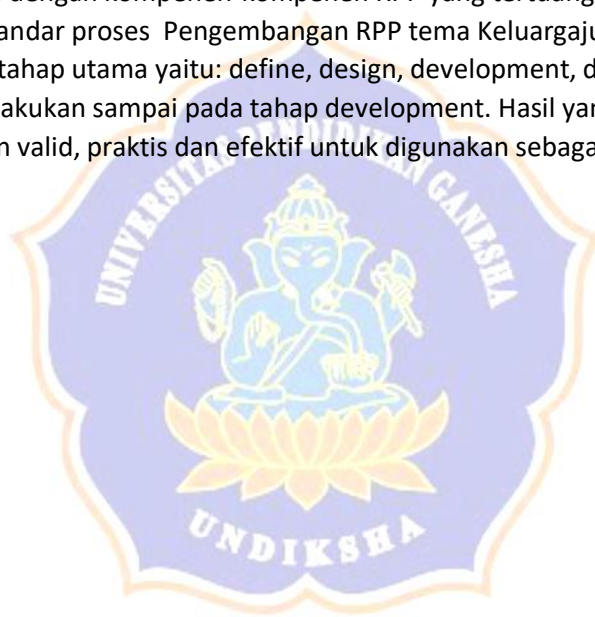 dengan komponen-komponen RPP yang tertuang
andar proses  Pengembangan RPP tema Keluargaju
tahap utama yaitu: define, design, development, d
akukan sampai pada tahap development. Hasil yan
n valid, praktis dan efektif untuk digunakan sebaga
UNIVERSITAS PENDIDIKAN GANESHA
UNDIKSHA